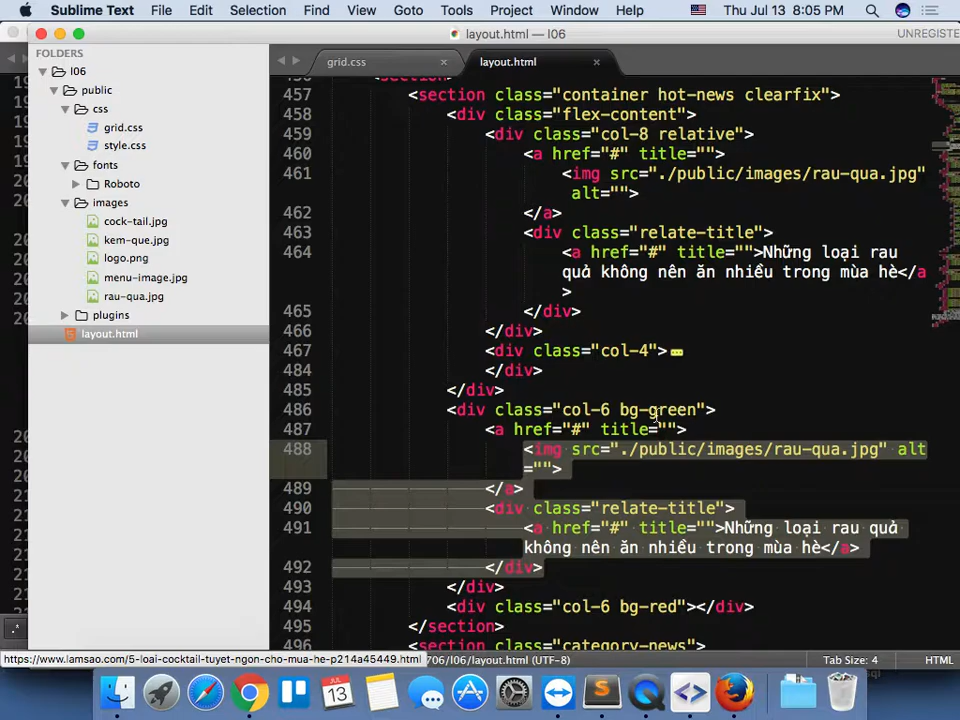 Sublime Text File Edit Selection Find View Goto Tools Project Window Help Thu Jul 13 8:05 PM
layout.html — l06 UNREGISTE
FOLDERS
l06
public
css
grid.css
style.css
fonts
Roboto
images
cock-tail.jpg
kem-que.jpg
logo.png
menu-image.jpg
rau-qua.jpg
plugins
layout.html
grid.css × layout.html ×
457 <section class="container hot-news clearfix">
458 <div class="flex-content">
459 <div class="col-8 relative">
460 <a href="#" title="">
461 <img src="./public/images/rau-qua.jpg"
alt="">
462 </a>
463 <div class="relate-title">
464 <a href="#" title="">Những loại rau
quả không nên ăn nhiều trong mùa hè</a
>
465 </div>
466 </div>
467 <div class="col-4">
484 </div>
485 </div>
486 <div class="col-6 bg-green">
487 <a href="#" title="">
488 <img src="./public/images/rau-qua.jpg" alt
="">
489 </a>
490 <div class="relate-title">
491 <a href="#" title="">Những loại rau quả
không nên ăn nhiều trong mùa hè</a>
492 </div>
493 </div>
494 <div class="col-6 bg-red"></div>
495 </section>
496 <section class="category-news">
https://www.lamsao.com/5-loai-cocktail-tuyet-ngon-cho-mua-he-p214a45449.html 706/l06/layout.html (UTF-8) Tab Size: 4 HTML